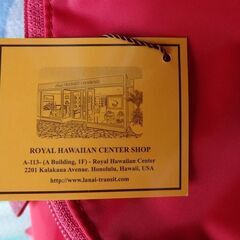 ROYAL HAWAIIAN CENTER SHOP
A-113- (A Building, 1F) - Royal Hawaiian Center
2201 Kalakaua Avenue. Honolulu, Hawaii, USA
http://www.lanai-transit.com